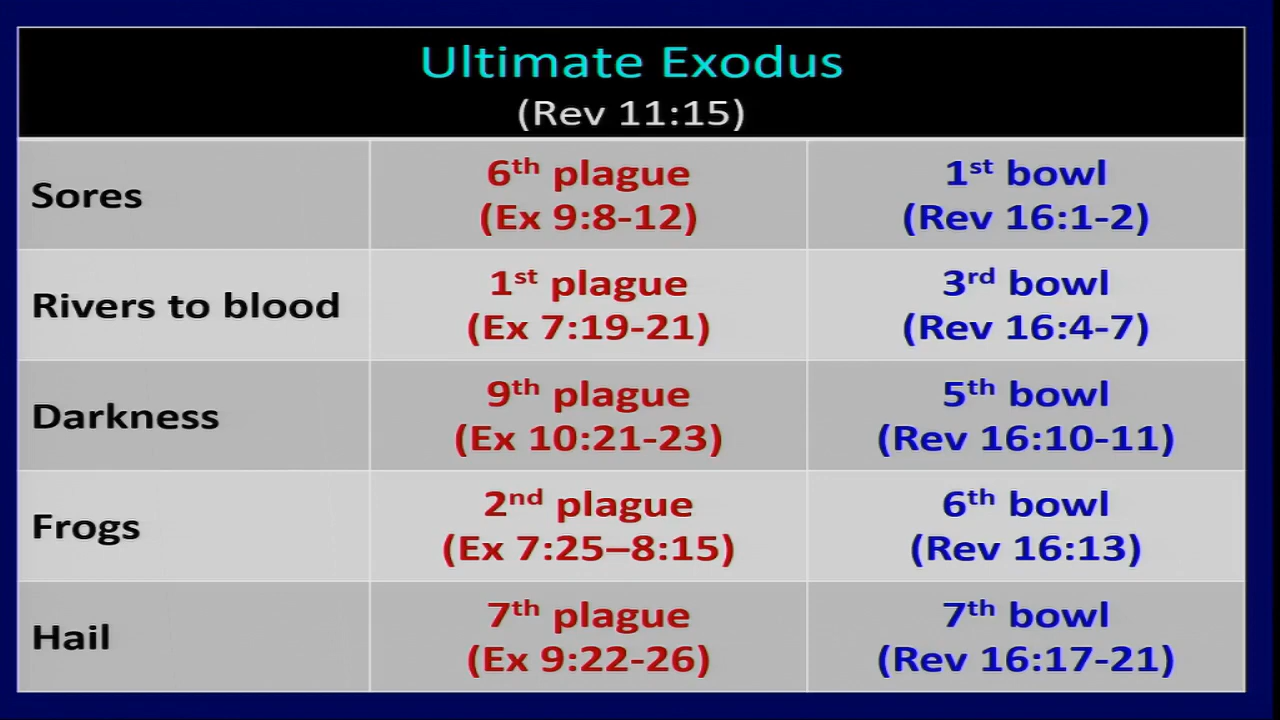 Ultimate Exodus
(Rev 11:15)
Sores
6th plague
(Ex 9:8-12)
1st bowl
(Rev 16:1-2)
Rivers to blood
1st plague
(Ex 7:19-21)
3rd bowl
(Rev 16:4-7)
Darkness
9th plague
(Ex 10:21-23)
5th bowl
(Rev 16:10-11)
Frogs
2nd plague
(Ex 7:25–8:15)
6th bowl
(Rev 16:13)
Hail
7th plague
(Ex 9:22-26)
7th bowl
(Rev 16:17-21)